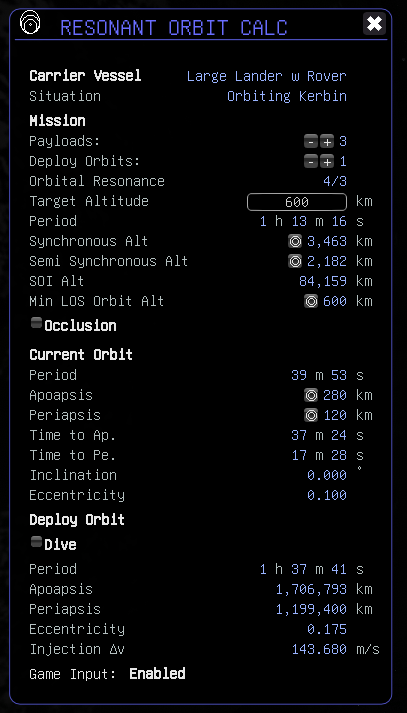 RESONANT ORBIT CALC
Carrier Vessel Large Lander w Rover
Situation Orbiting Kerbin
Mission
Payloads: - + 3
Deploy Orbits: - + 1
Orbital Resonance 4/3
Target Altitude 600 km
Period 1 h 13 m 16 s
Synchronous Alt 3,463 km
Semi Synchronous Alt 2,182 km
SOI Alt 84,159 km
Min LOS Orbit Alt 600 km
Occlusion
Current Orbit
Period 39 m 53 s
Apoapsis 280 km
Periapsis 120 km
Time to Ap. 37 m 24 s
Time to Pe. 17 m 28 s
Inclination 0.000 °
Eccentricity 0.100
Deploy Orbit
Dive
Period 1 h 37 m 41 s
Apoapsis 1,706,793 km
Periapsis 1,199,400 km
Eccentricity 0.175
Injection Δv 143.680 m/s
Game Input: Enabled